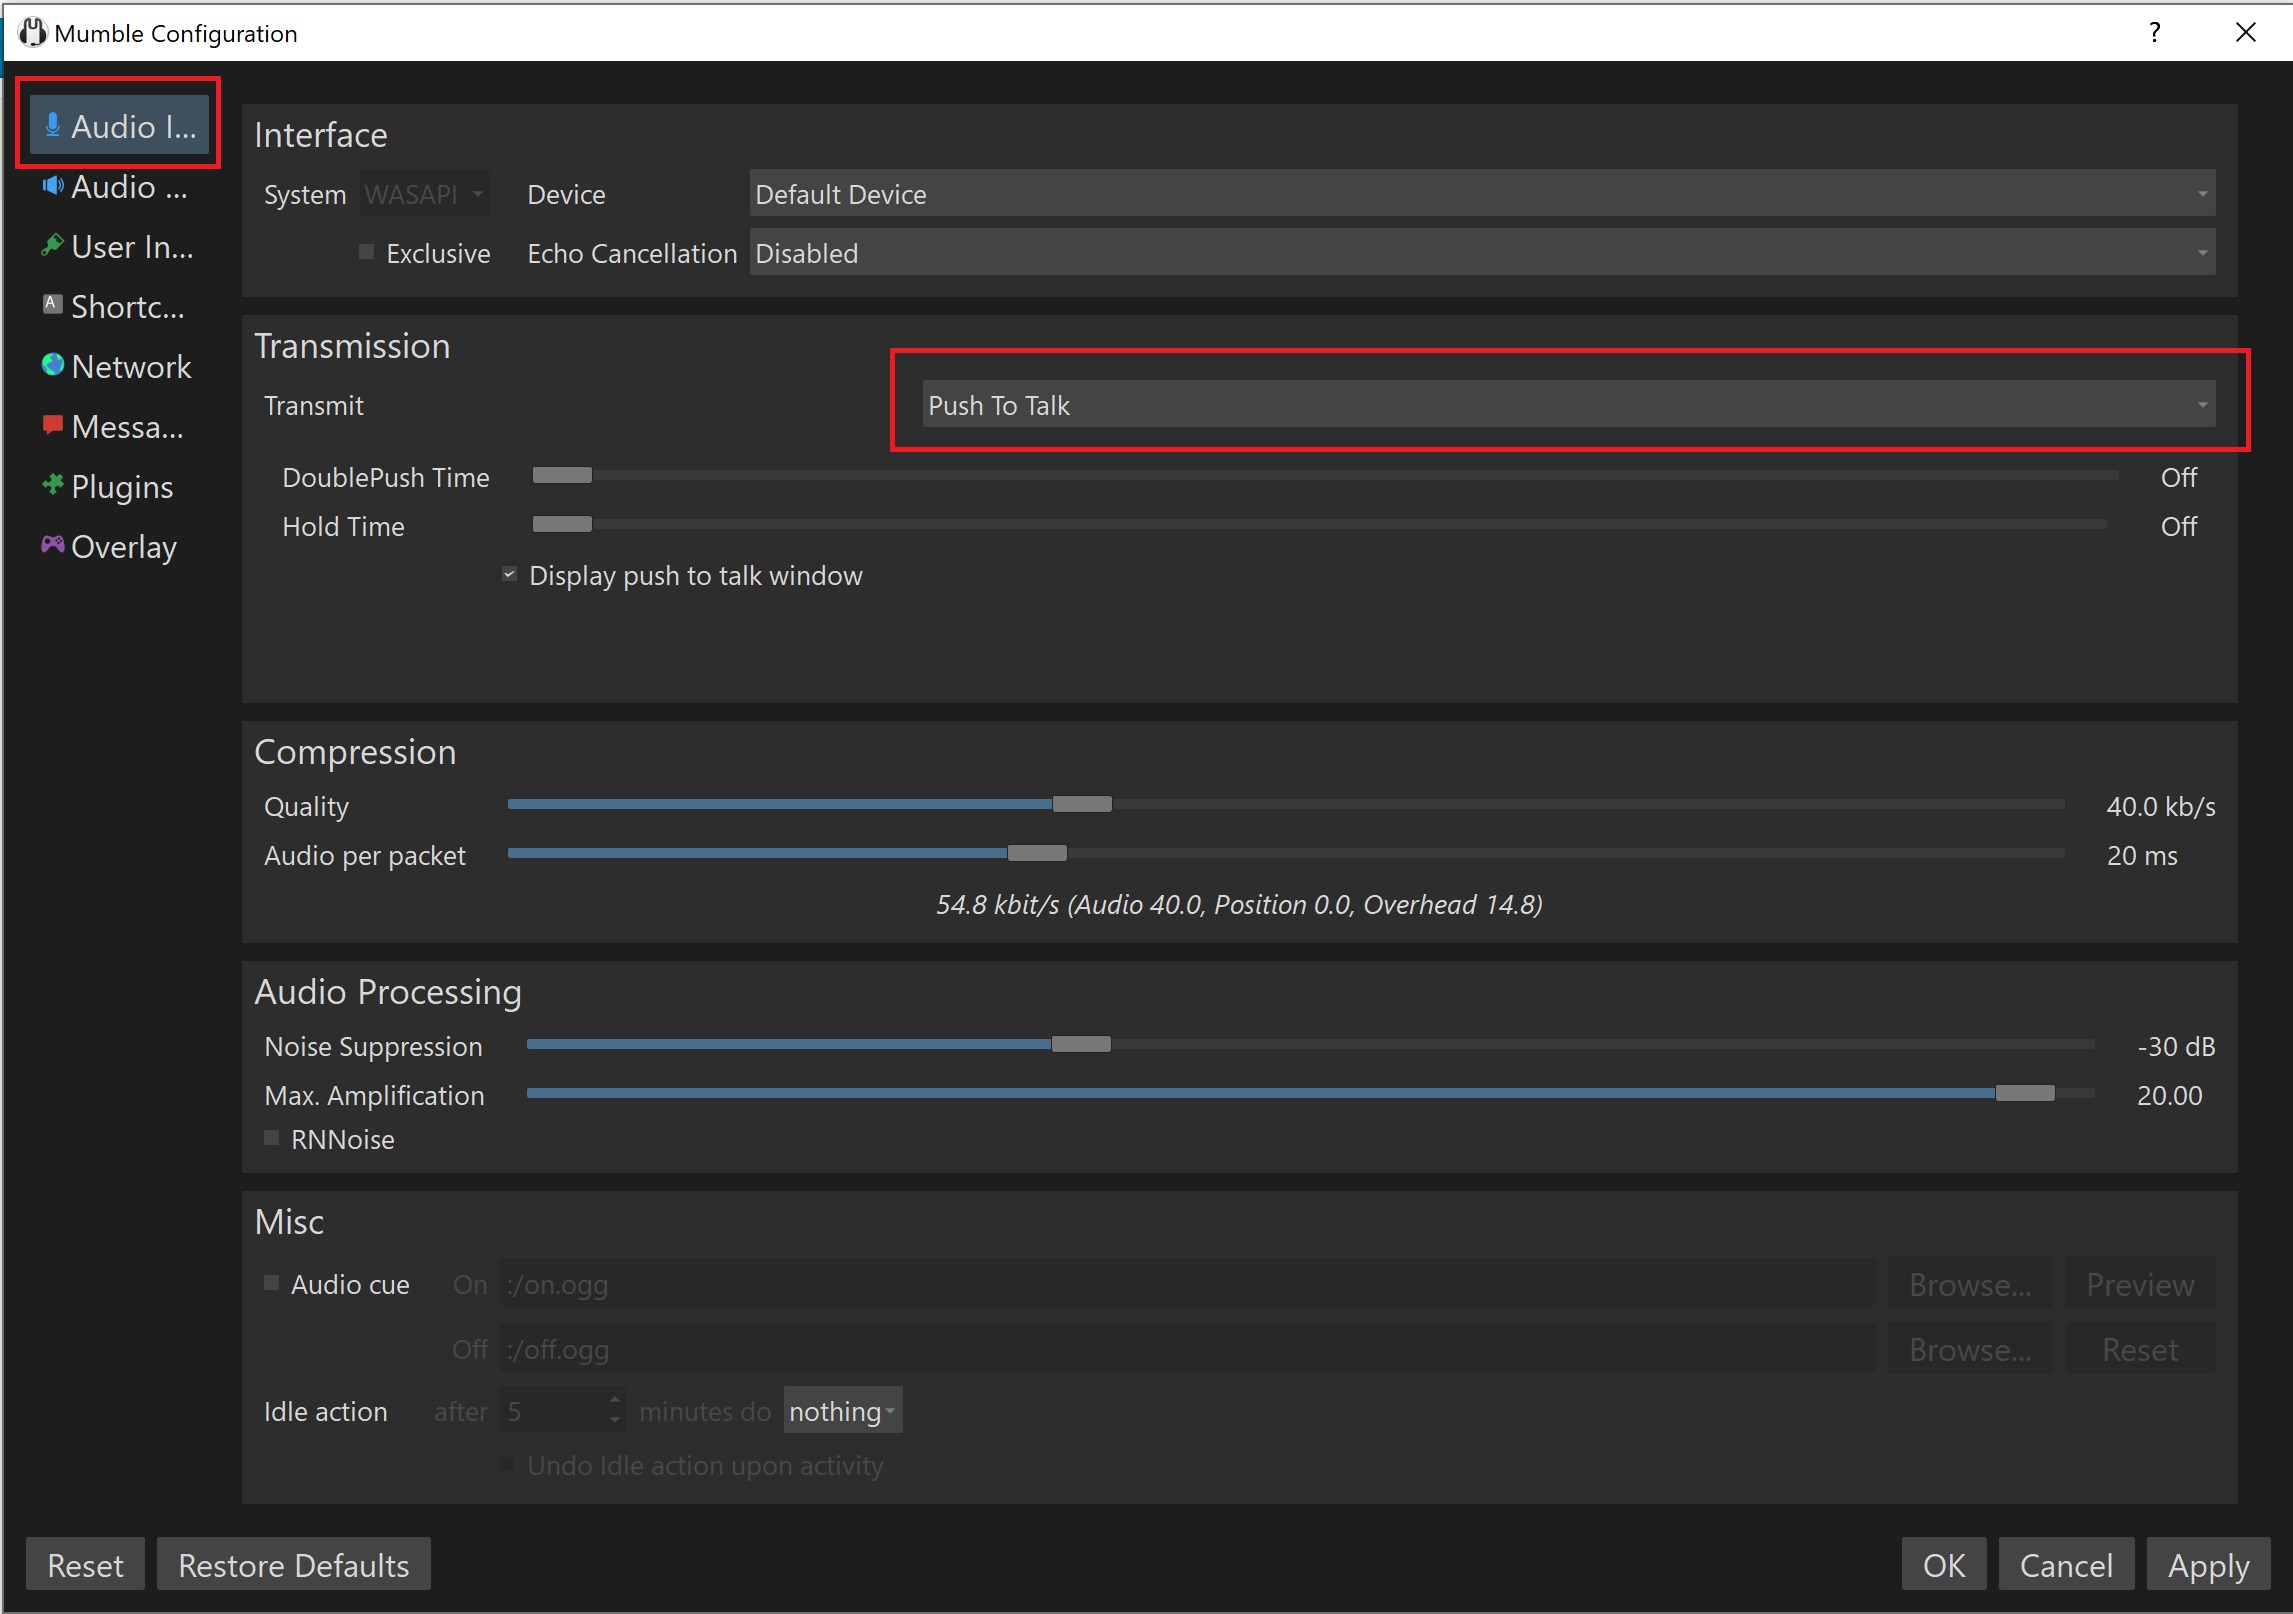 Mumble Configuration
?
Audio I...
Audio ...
User In...
A Shortc...
Network
Messa...
Plugins
Overlay
Interface
System WASAPI Device Default Device
Exclusive Echo Cancellation Disabled
Transmission
Transmit Push To Talk
DoublePush Time Off
Hold Time Off
Display push to talk window
Compression
Quality 40.0 kb/s
Audio per packet 20 ms
54.8 kbit/s (Audio 40.0, Position 0.0, Overhead 14.8)
Audio Processing
Noise Suppression -30 dB
Max. Amplification 20.00
RNNoise
Misc
Audio cue On :/on.ogg Browse... Preview
Off :/off.ogg Browse... Reset
Idle action after 5 minutes do nothing
Undo Idle action upon activity
Reset Restore Defaults OK Cancel Apply